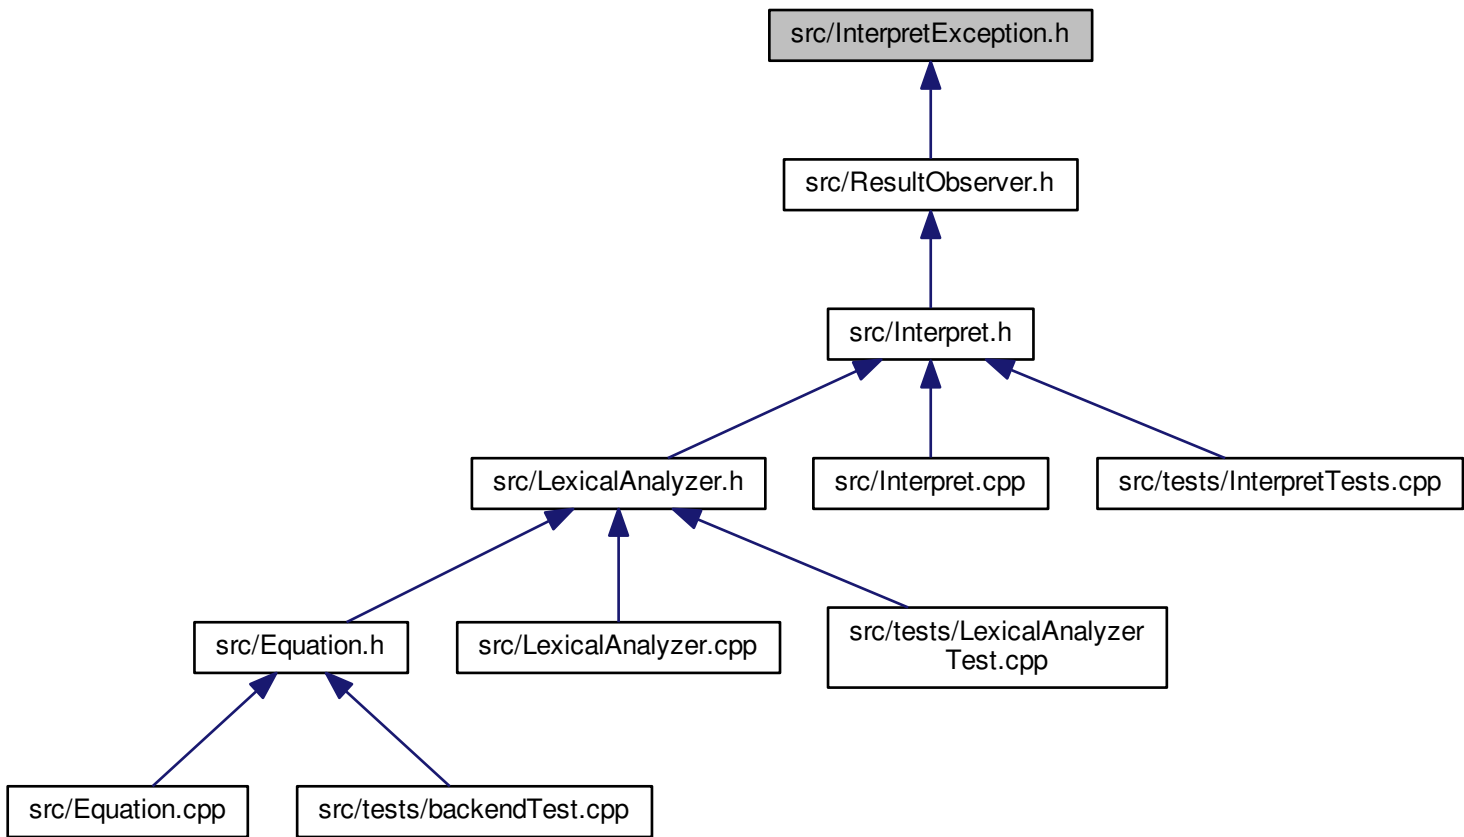 src/InterpretException.h
src/ResultObserver.h
src/Interpret.h
src/LexicalAnalyzer.h
src/Interpret.cpp
src/tests/InterpretTests.cpp
src/Equation.h
src/LexicalAnalyzer.cpp
src/tests/LexicalAnalyzer
Test.cpp
src/Equation.cpp
src/tests/backendTest.cpp